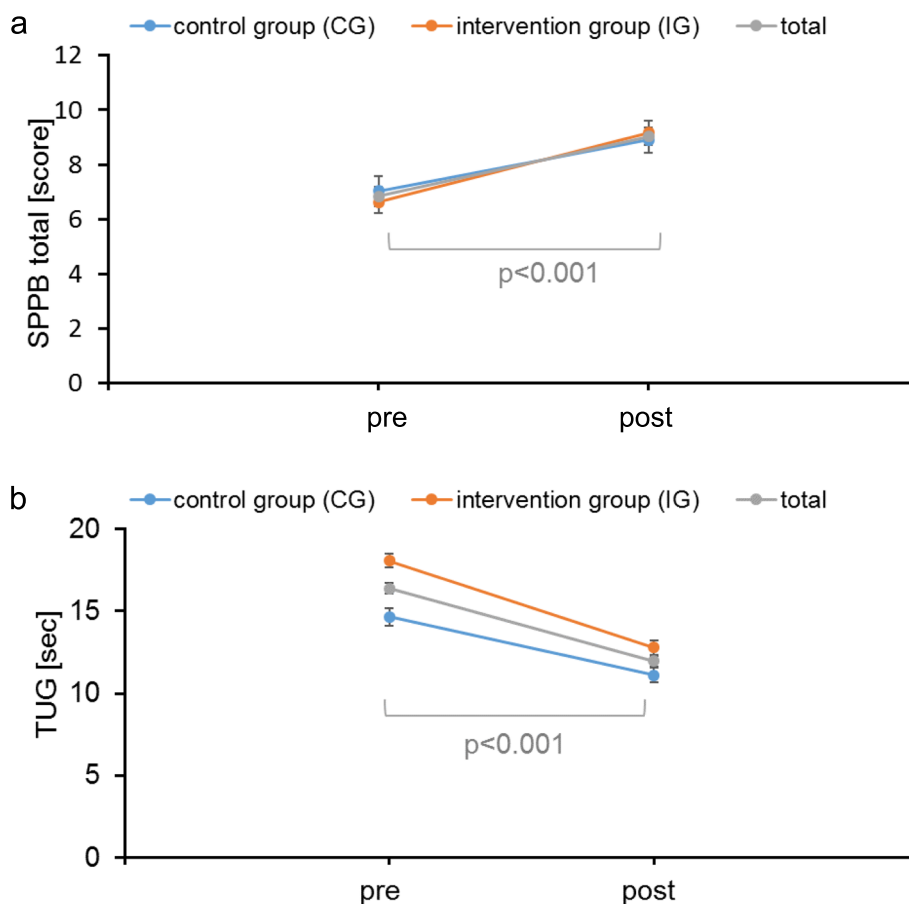 a
control group (CG) intervention group (IG) total
12
10
8
6
4
2
0
SPPB total [score]
p<0.001
pre post
b
control group (CG) intervention group (IG) total
20
15
10
5
0
TUG [sec]
p<0.001
pre post